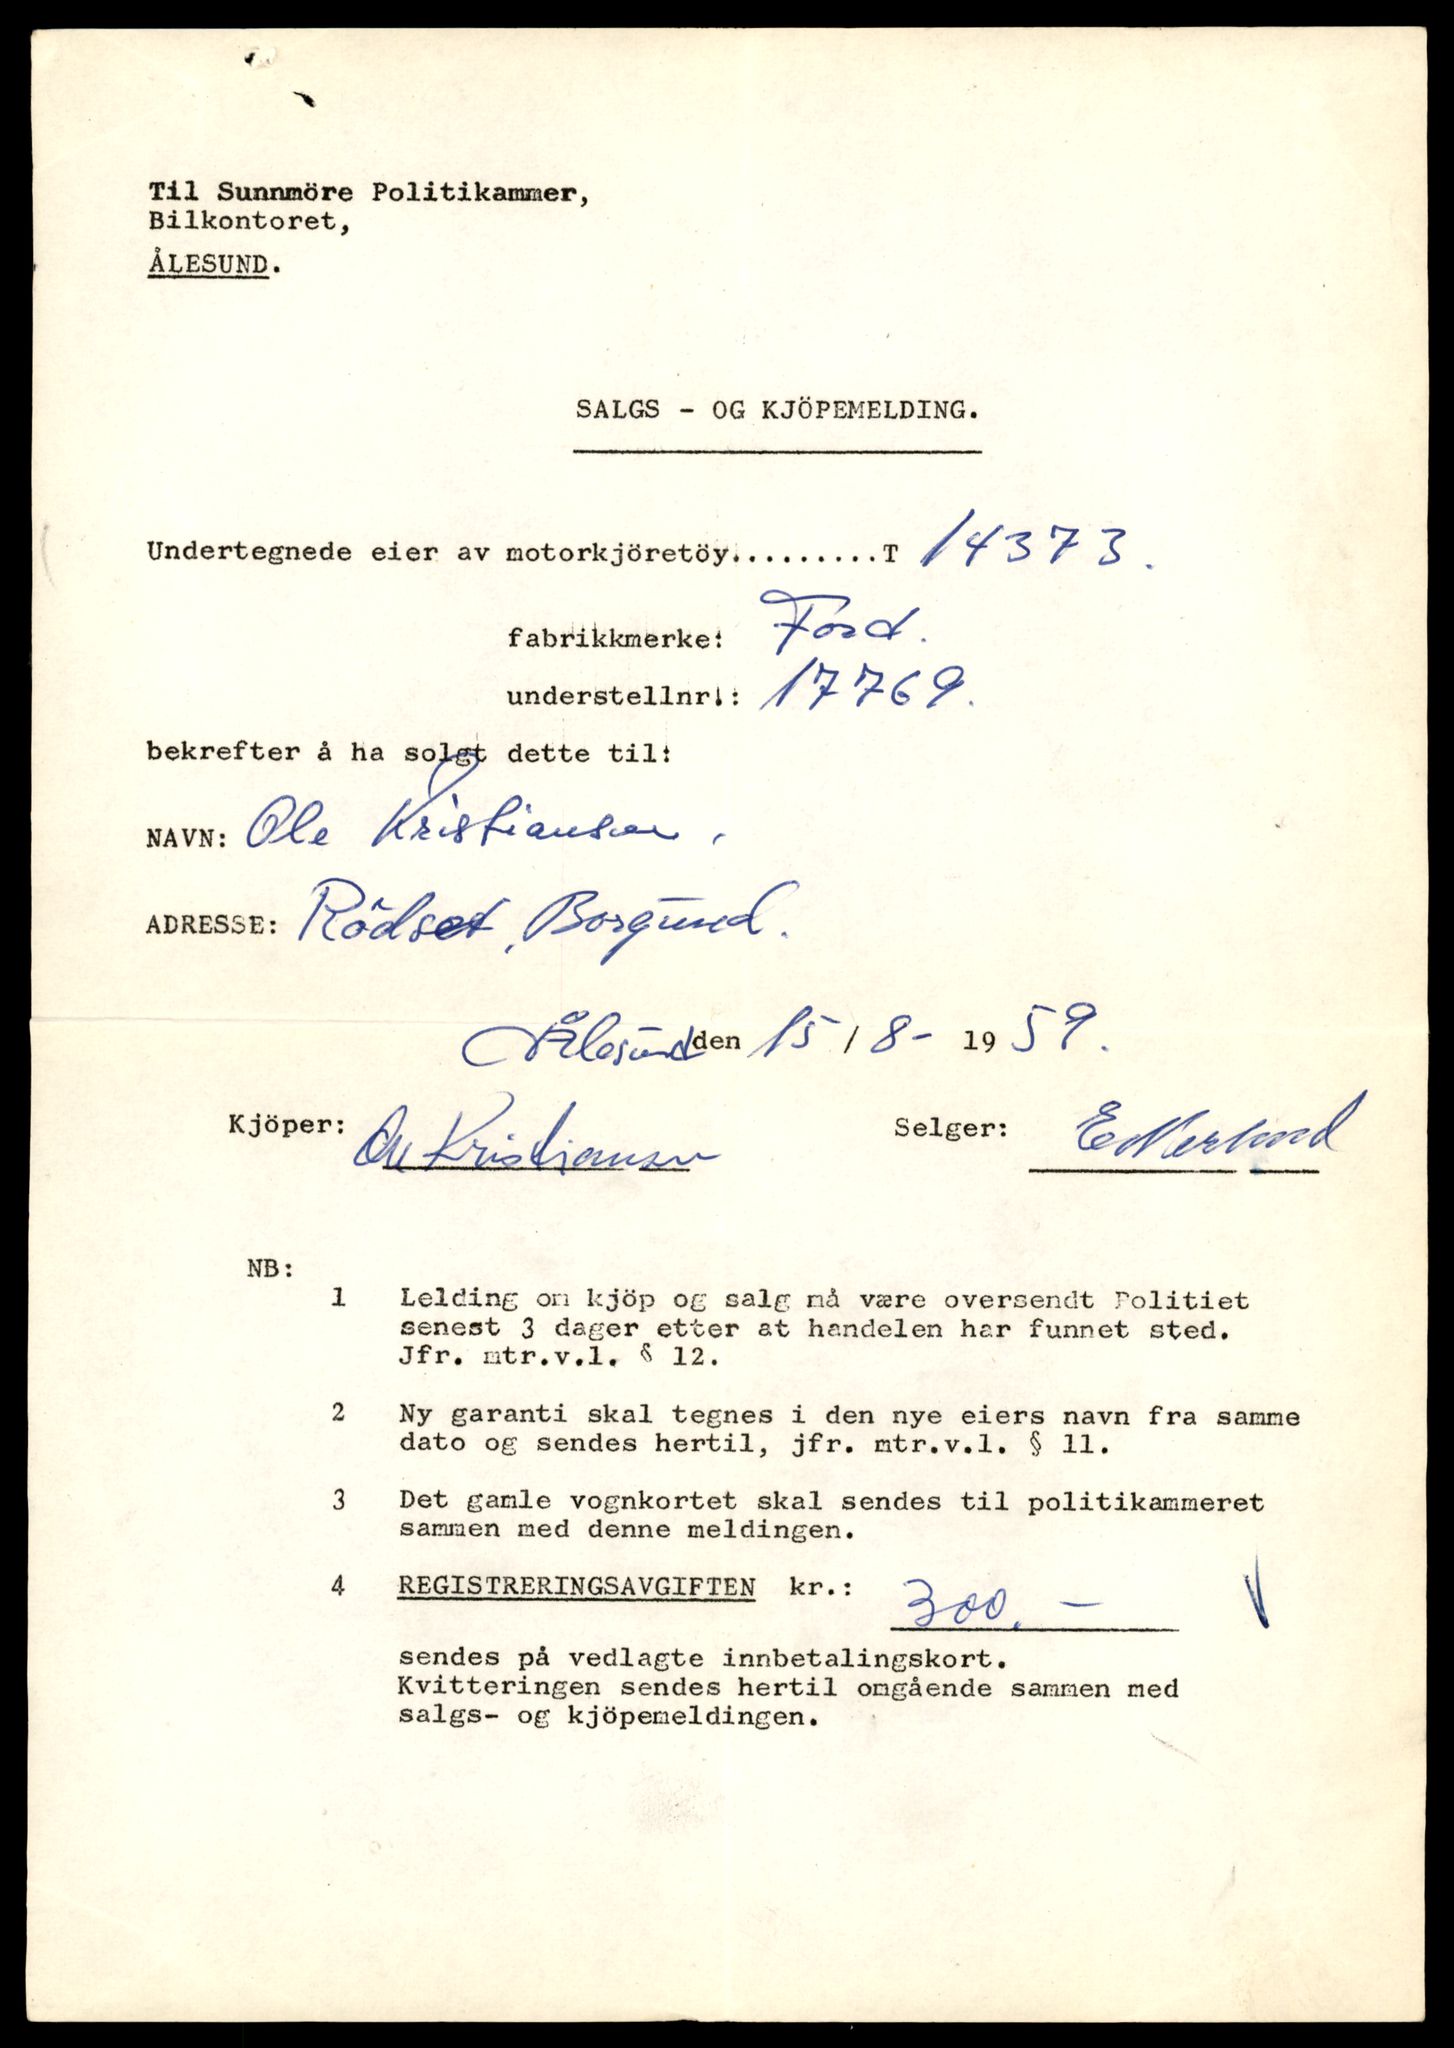 Til Sunnmöre Politikammer,
Bilkontoret,
ÅLESUND.
SALGS - OG KJÖPEMELDING.
Undertegnede eier av motorkjöretöy.........T 14373.
fabrikkmerke: Ford.
understellnr.: 17769.
bekrefter å ha solgt dette til:
NAVN: Ole Kristiansen.
ADRESSE: Rödset, Borgund.
Ålesund den 15/8- 1959.
Kjöper: Ole Kristiansen Selger:
NB:
1 Lelding om kjöp og salg må være oversendt Politiet
senest 3 dager etter at handelen har funnet sted.
Jfr. mtr.v.l. § 12.
2 Ny garanti skal tegnes i den nye eiers navn fra samme
dato og sendes hertil, jfr. mtr.v.l. § 11.
3 Det gamle vognkortet skal sendes til politikammeret
sammen med denne meldingen.
4 REGISTRERINGSAVGIFTEN kr.: 300.-
sendes på vedlagte innbetalingskort.
Kvitteringen sendes hertil omgående sammen med
salgs- og kjöpemeldingen.